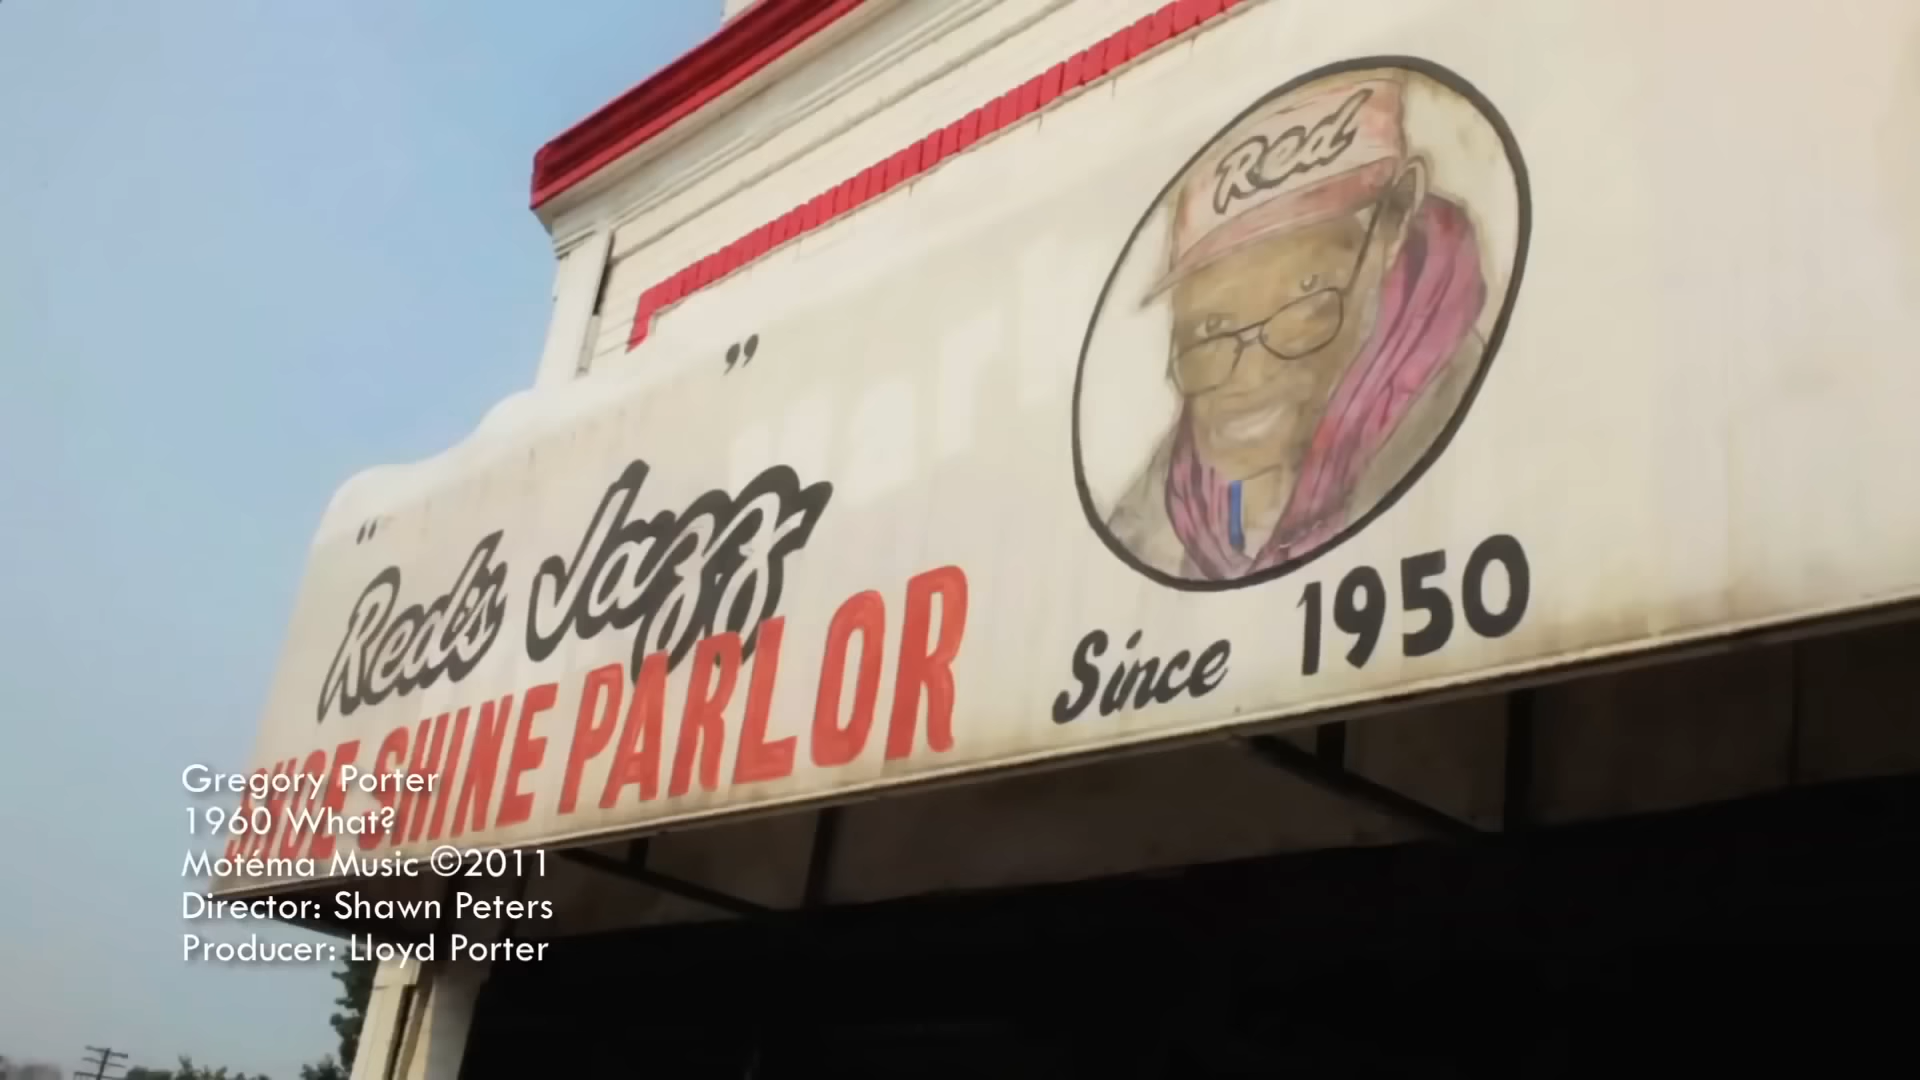 Red
"Red's Jazz"
SHOE SHINE PARLOR
Since 1950
Gregory Porter
1960 What?
Motéma Music ©2011
Director: Shawn Peters
Producer: Lloyd Porter